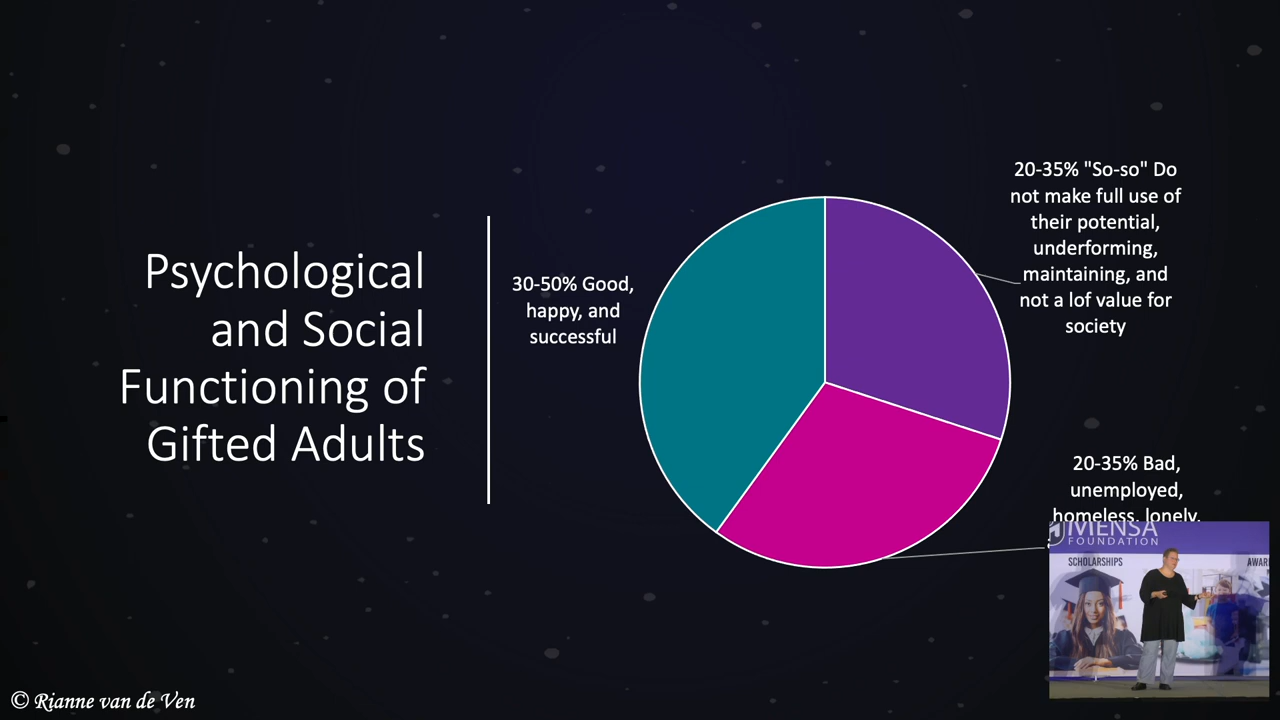 Psychological
and Social
Functioning of
Gifted Adults
30-50% Good,
happy, and
successful
20-35% "So-so" Do
not make full use of
their potential,
underforming,
maintaining, and
not a lof value for
society
20-35% Bad,
unemployed,
homeless, lonely,
MENSA
FOUNDATION
SCHOLARSHIPS
© Rianne van de Ven